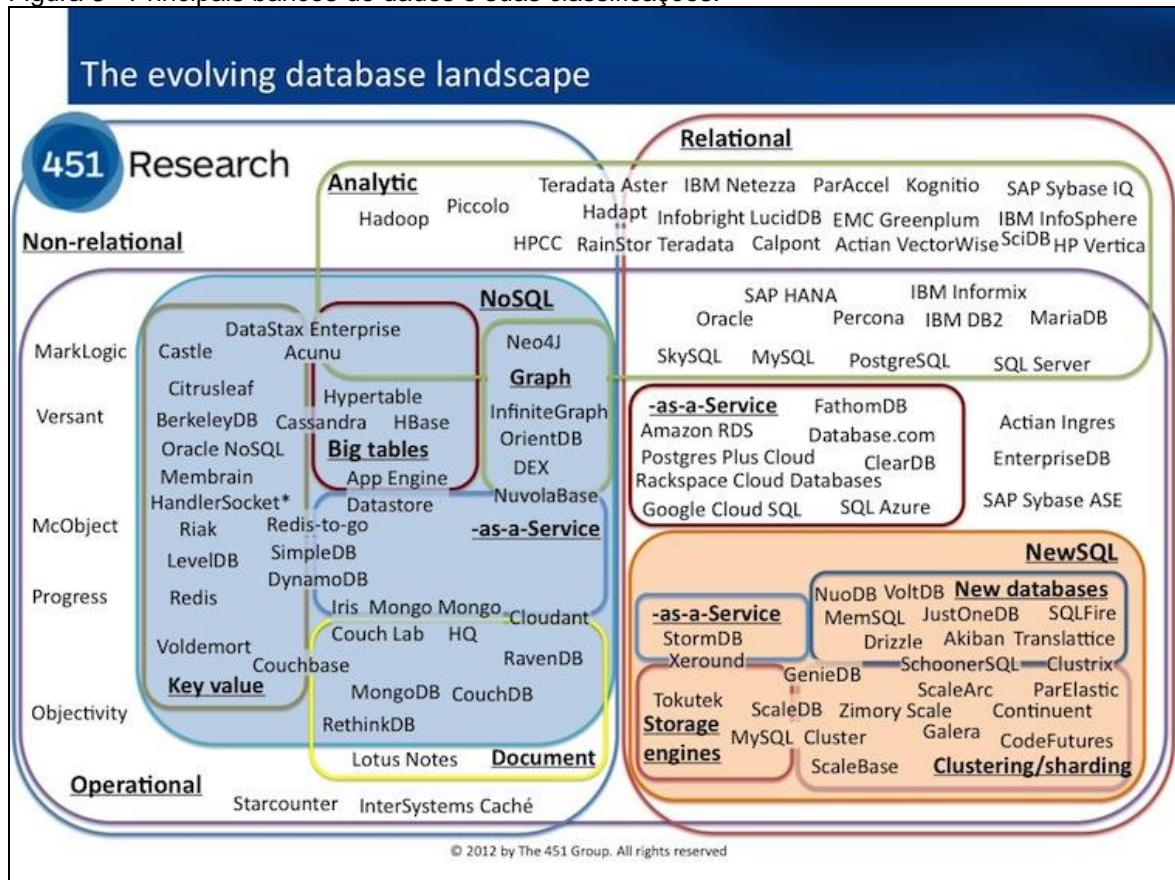 Figura 3 - Principais bancos de dados e suas classificações.
The evolving database landscape
451 Research
Relational
Analytic
Teradata Aster IBM Netezza ParAccel Kognitio SAP Sybase IQ
Hadoop Piccolo Hadapt Infobright LucidDB EMC Greenplum IBM InfoSphere
Non-relational
HPCC RainStor Teradata Calpont Actian VectorWise SciDB HP Vertica
NoSQL
SAP HANA IBM Informix
Oracle Percona IBM DB2 MariaDB
DataStax Enterprise
Neo4J
MarkLogic Castle Acunu
SkySQL MySQL PostgreSQL SQL Server
Graph
Citrusleaf Hypertable
-as-a-Service FathomDB
Versant BerkeleyDB Cassandra HBase InfiniteGraph
Actian Ingres
Amazon RDS Database.com
Oracle NoSQL Big tables OrientDB
Postgres Plus Cloud ClearDB EnterpriseDB
Membrain App Engine DEX
Rackspace Cloud Databases
HandlerSocket* Datastore NuvolaBase
Google Cloud SQL SQL Azure SAP Sybase ASE
McObject Riak Redis-to-go -as-a-Service
LevelDB SimpleDB
NewSQL
DynamoDB
Progress Redis
NuoDB VoltDB New databases
Iris Mongo Mongo Cloudant
-as-a-Service MemSQL JustOneDB SQLFire
Couch Lab HQ
StormDB Drizzle Akiban Translattice
Voldemort Couchbase RavenDB
Xeround GenieDB SchoonerSQL Clustrix
Key value MongoDB CouchDB
Tokutek ScaleArc ParElastic
Objectivity RethinkDB
ScaleDB Zimory Scale Continuent
Storage engines
MySQL Cluster Galera CodeFutures
Lotus Notes Document
ScaleBase Clustering/sharding
Operational
Starcounter InterSystems Caché
© 2012 by The 451 Group. All rights reserved